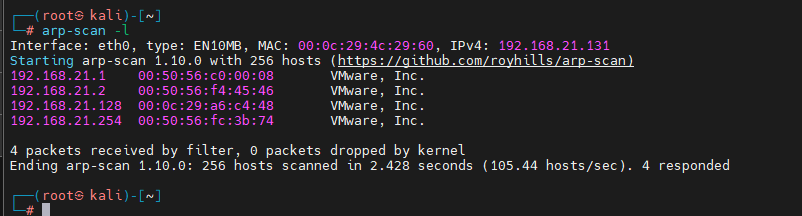 ┌──(root㉿ kali)-[~]
└─# arp-scan -l
Interface: eth0, type: EN10MB, MAC: 00:0c:29:4c:29:60, IPv4: 192.168.21.131
Starting arp-scan 1.10.0 with 256 hosts (https://github.com/royhills/arp-scan)
192.168.21.1    00:50:56:c0:00:08       VMware, Inc.
192.168.21.2    00:50:56:f4:45:46       VMware, Inc.
192.168.21.128  00:0c:29:a6:c4:48       VMware, Inc.
192.168.21.254  00:50:56:fc:3b:74       VMware, Inc.
4 packets received by filter, 0 packets dropped by kernel
Ending arp-scan 1.10.0: 256 hosts scanned in 2.428 seconds (105.44 hosts/sec). 4 responded
┌──(root㉿ kali)-[~]
└─#